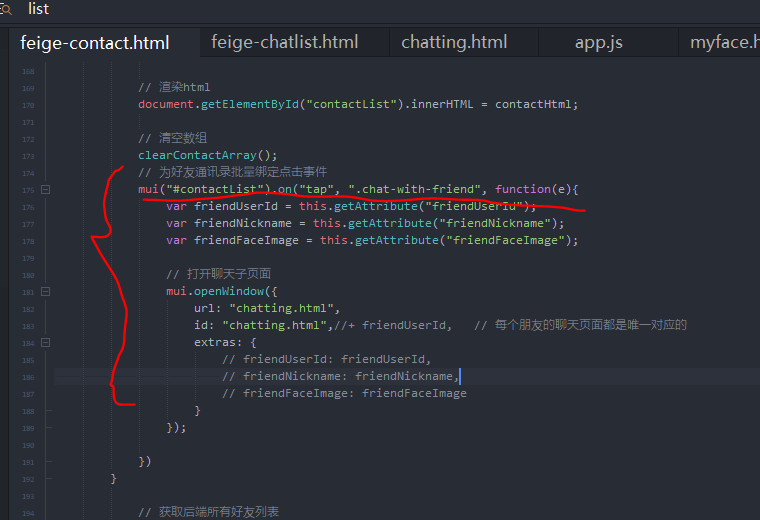 list
feige-contact.html feige-chatlist.html chatting.html app.js myface.h
168
169 // 渲染html
170 document.getElementById("contactList").innerHTML = contactHtml;
171
172 // 清空数组
173 clearContactArray();
174 // 为好友通讯录批量绑定点击事件
175 mui("#contactList").on("tap", ".chat-with-friend", function(e){
176 var friendUserId = this.getAttribute("friendUserId");
177 var friendNickname = this.getAttribute("friendNickname");
178 var friendFaceImage = this.getAttribute("friendFaceImage");
179
180 // 打开聊天子页面
181 mui.openWindow({
182 url: "chatting.html",
183 id: "chatting.html",//+ friendUserId, // 每个朋友的聊天页面都是唯一对应的
184 extras: {
185 // friendUserId: friendUserId,
186 // friendNickname: friendNickname,
187 // friendFaceImage: friendFaceImage
188 }
189 });
190
191 })
192 }
193
194 // 获取后端所有好友列表